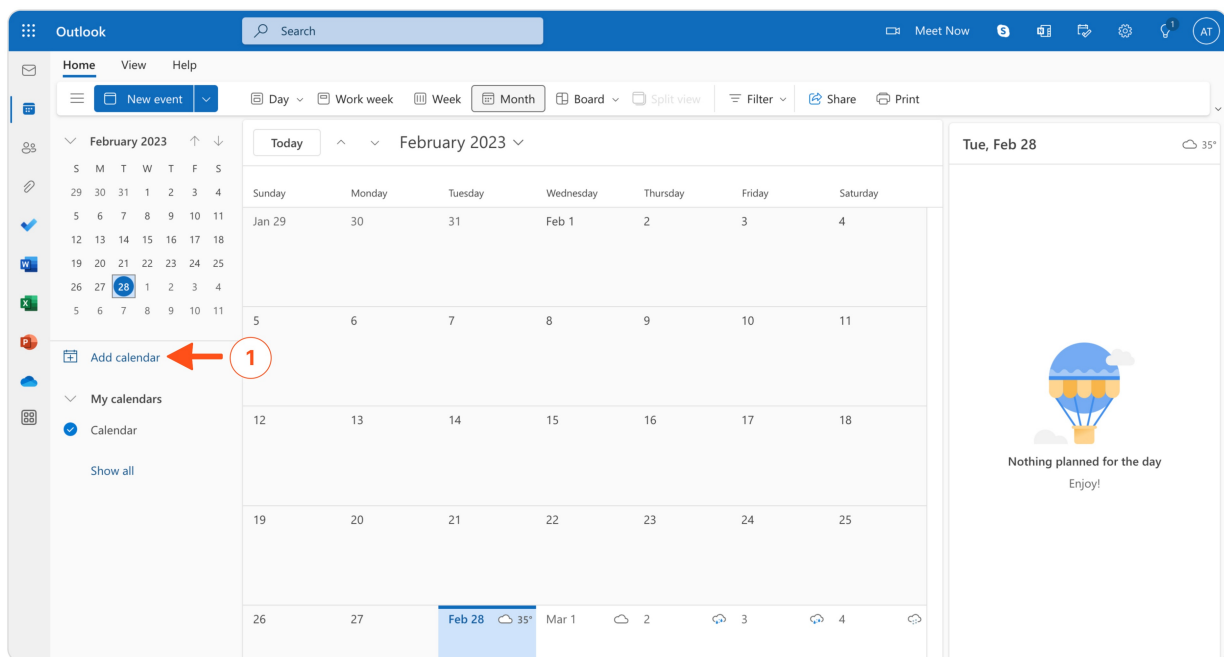 Outlook
Search
Meet Now
1
AT
Home View Help
New event
Day Work week Week Month Board Split view Filter Share Print
February 2023
S M T W T F S
29 30 31 1 2 3 4
5 6 7 8 9 10 11
12 13 14 15 16 17 18
19 20 21 22 23 24 25
26 27 28 1 2 3 4
5 6 7 8 9 10 11
Add calendar
1
My calendars
Calendar
Show all
Today
February 2023
Sunday Monday Tuesday Wednesday Thursday Friday Saturday
Jan 29 30 31 Feb 1 2 3 4
5 6 7 8 9 10 11
12 13 14 15 16 17 18
19 20 21 22 23 24 25
26 27 Feb 28 35° Mar 1 2 3 4
Tue, Feb 28
35°
Nothing planned for the day
Enjoy!